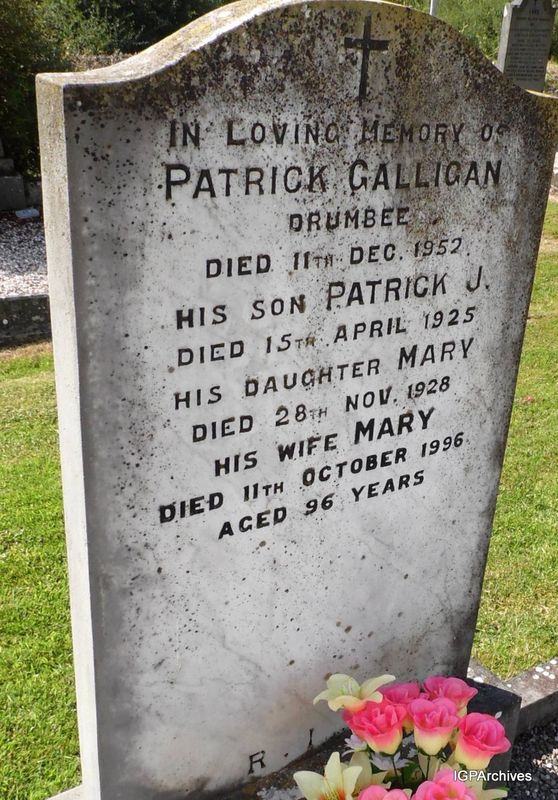 IN LOVING MEMORY OF
PATRICK GALLIGAN
DRUMBEE
DIED 11TH DEC. 1952.
HIS SON PATRICK J.
DIED 15TH APRIL 1925
HIS DAUGHTER MARY
DIED 28TH NOV. 1928
HIS WIFE MARY
DIED 11TH OCTOBER 1996
AGED 96 YEARS
R. I
IGPArchives